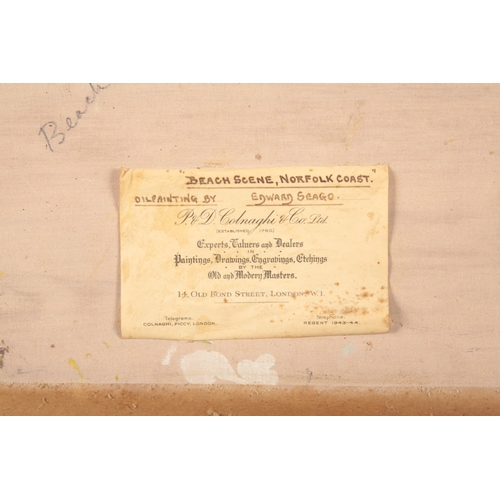 Beach
"BEACH SCENE, NORFOLK COAST."
OILPAINTING BY EDWARD SEAGO.
P. & D. Colnaghi & Co. Ltd.
(ESTABLISHED 1760)
Experts, Valuers and Dealers
IN
Paintings, Drawings, Engravings, Etchings
BY THE
Old and Modern Masters.
14, OLD BOND STREET, LONDON, W.1.
Telegrams: Telephone:
COLNAGHI, PICCY, LONDON. REGENT 1943-44.